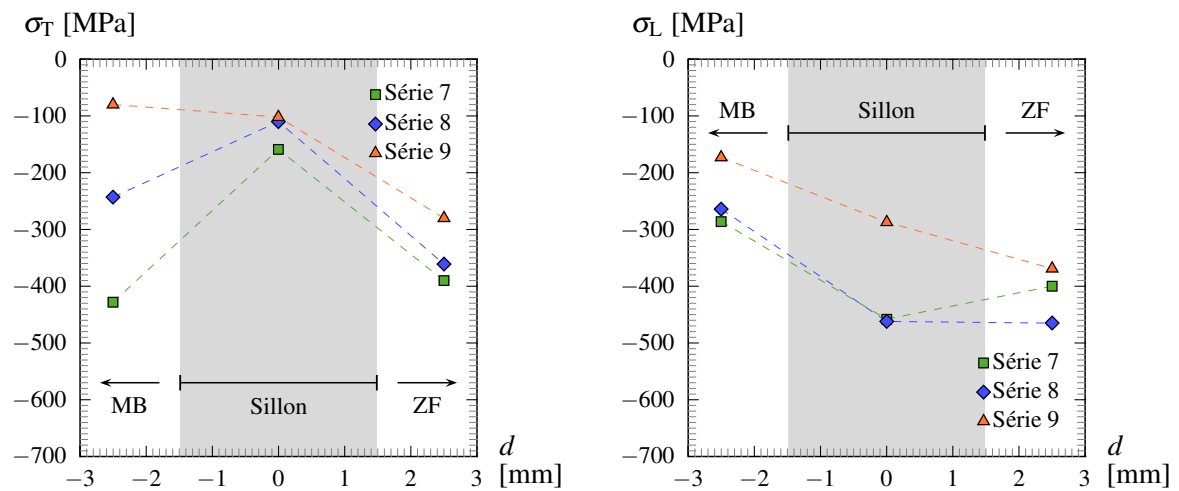 σT [MPa]
0
−100
−200
−300
−400
−500
−600
−700
−3 −2 −1 0 1 2 3
d
[mm]
Série 7
Série 8
Série 9
MB Sillon ZF
σL [MPa]
0
−100
−200
−300
−400
−500
−600
−700
−3 −2 −1 0 1 2 3
d
[mm]
MB Sillon ZF
Série 7
Série 8
Série 9